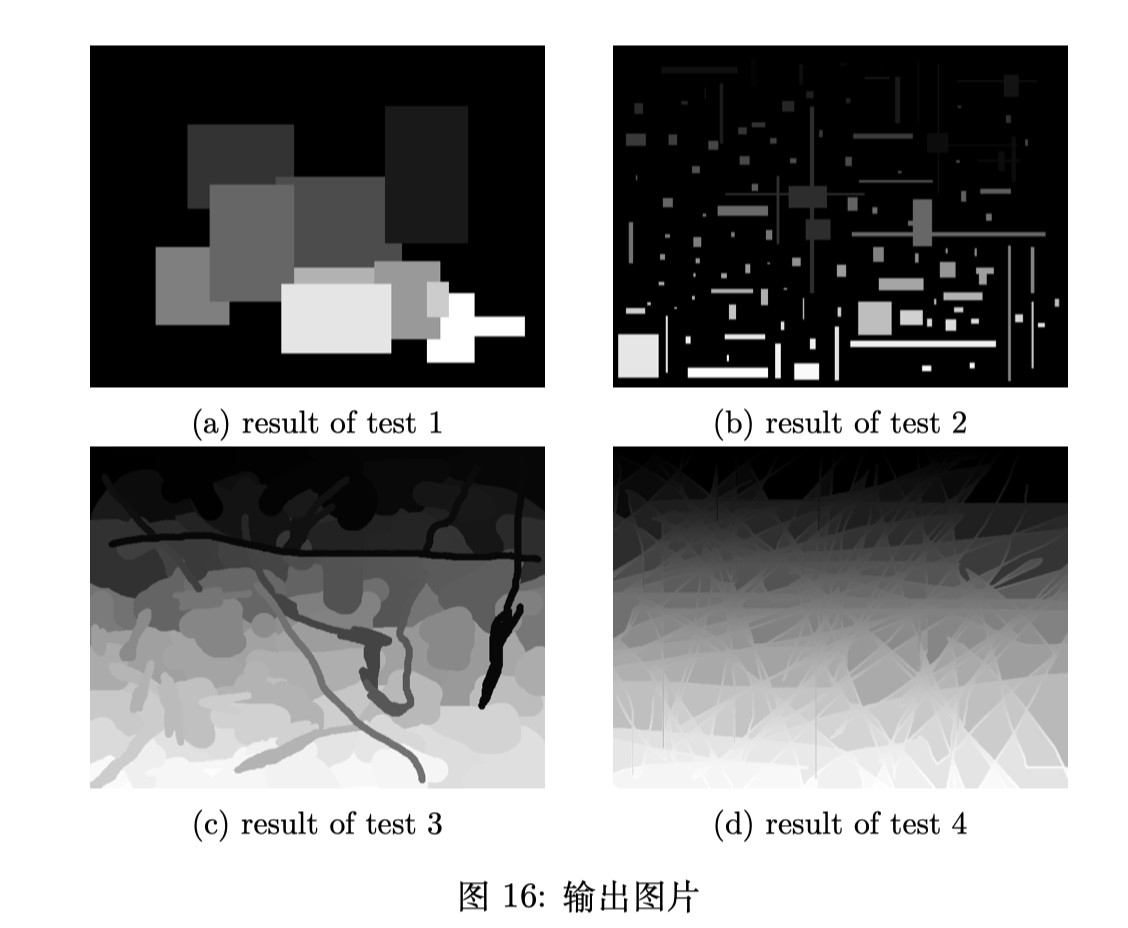 (a) result of test 1
(b) result of test 2
(c) result of test 3
(d) result of test 4
图 16: 输出图片